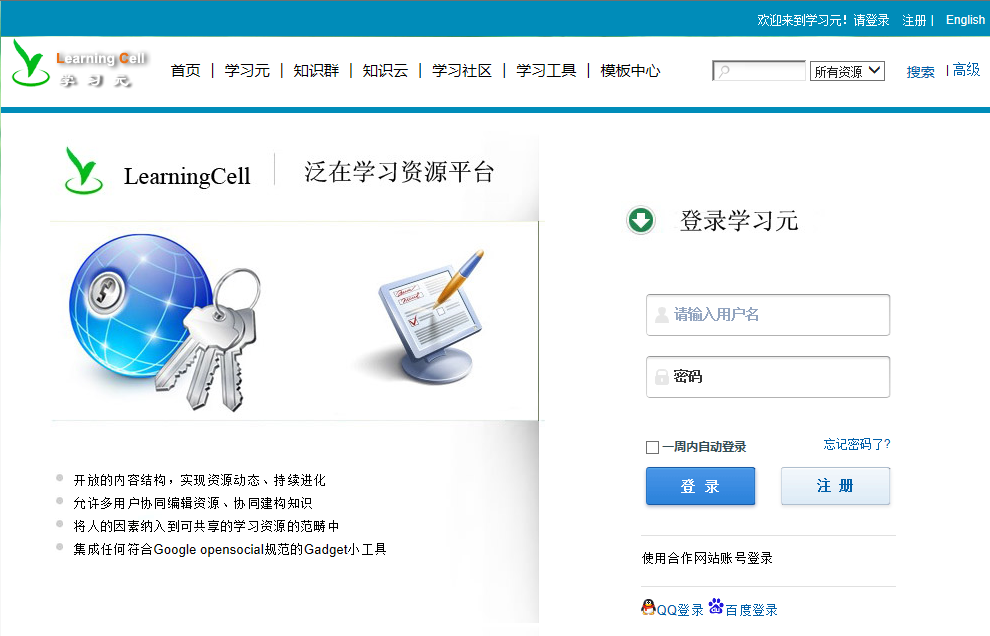 欢迎来到学习元! 请登录 注册 | English
Learning Cell
学 习 元
首页 | 学习元 | 知识群 | 知识云 | 学习社区 | 学习工具 | 模板中心
所有资源
搜索 | 高级
LearningCell
泛在学习资源平台
登录学习元
请输入用户名
密码
一周内自动登录
忘记密码了?
登 录
注 册
开放的内容结构，实现资源动态、持续进化
允许多用户协同编辑资源、协同建构知识
将人的因素纳入到可共享的学习资源的范畴中
集成任何符合Google opensocial规范的Gadget小工具
使用合作网站账号登录
QQ登录 百度登录